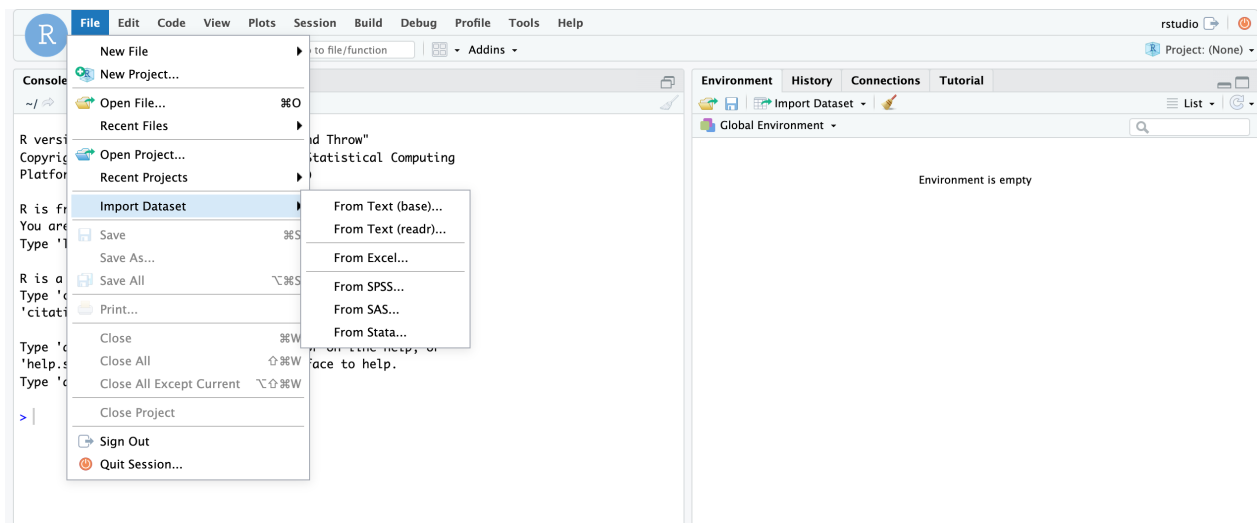 R
File Edit Code View Plots Session Build Debug Profile Tools Help
rstudio
to file/function
Addins
Project: (None)
New File
New Project...
Open File... ⌘O
Recent Files
Open Project...
Recent Projects
Import Dataset
Save ⌘S
Save As...
Save All ⌥⌘S
Print...
Close ⌘W
Close All ⇧⌘W
Close All Except Current ⌥⇧⌘W
Close Project
Sign Out
Quit Session...
From Text (base)...
From Text (readr)...
From Excel...
From SPSS...
From SAS...
From Stata...
Console
~/
R versi
Copyrig
Platfor
Throw"
Statistical Computing
R is fr
You are
Type 'l
R is a
Type 'c
'citati
Type 'd
'help.s
Type 'q
on-line help, or
face to help.
>
Environment History Connections Tutorial
Import Dataset
List
Global Environment
Environment is empty